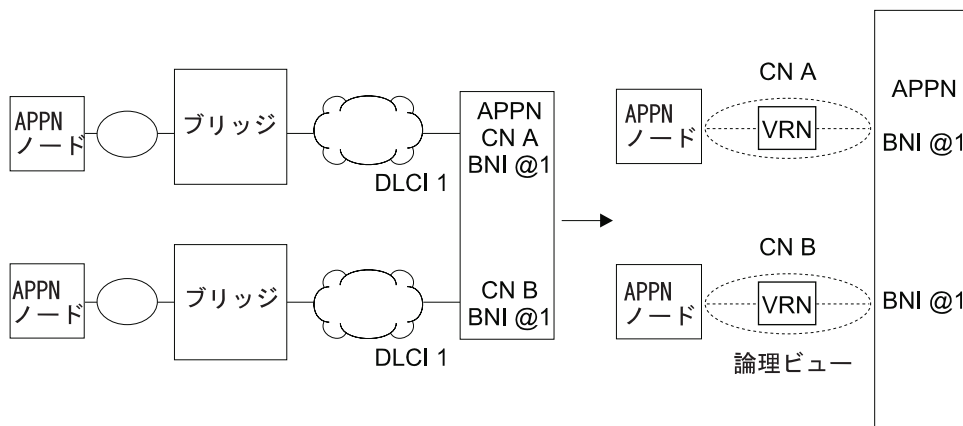 APPN
ノード
ブリッジ
DLCI 1
APPN
CN A
BNI @1
APPN
ノード
ブリッジ
DLCI 1
CN B
BNI @1
CN A
APPN
ノード
VRN
APPN
BNI @1
CN B
APPN
ノード
VRN
BNI @1
論理ビュー